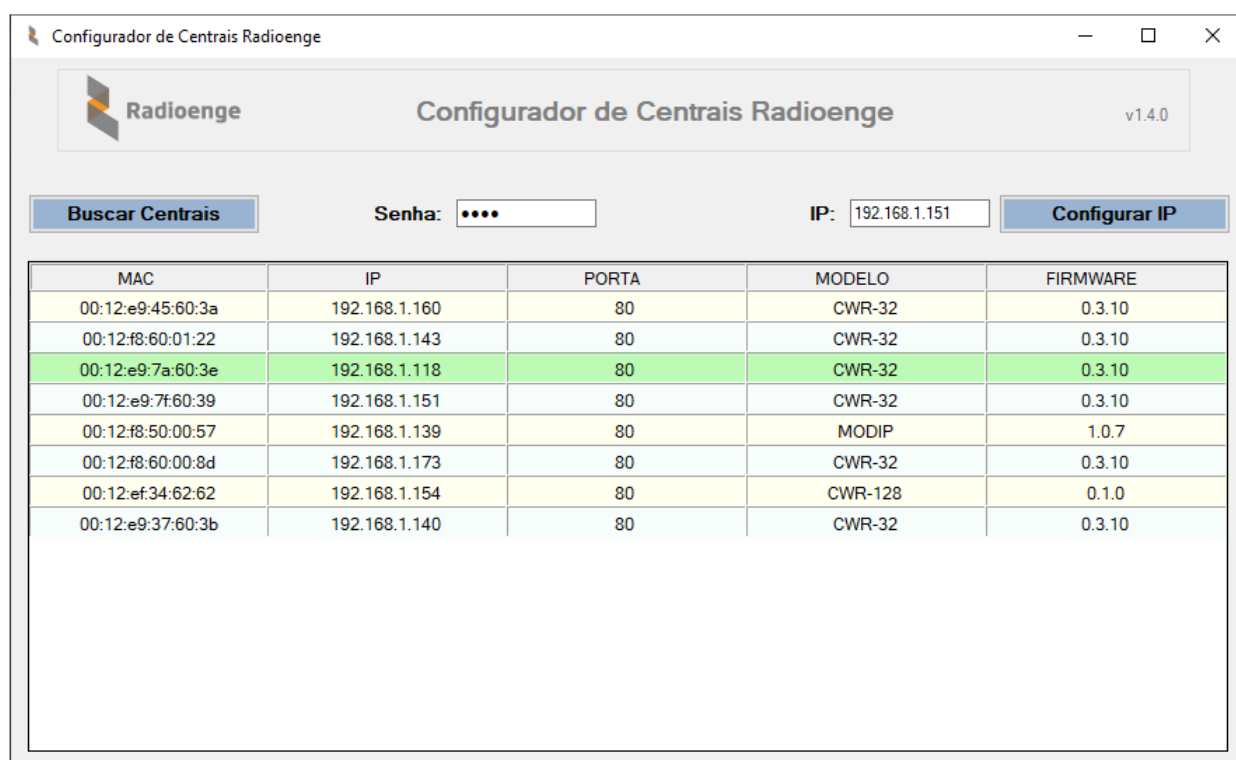 Configurador de Centrais Radioenge
Radioenge Configurador de Centrais Radioenge v1.4.0
Buscar Centrais Senha: •••• IP: 192.168.1.151 Configurar IP
MAC IP PORTA MODELO FIRMWARE
00:12:e9:45:60:3a 192.168.1.160 80 CWR-32 0.3.10
00:12:f8:60:01:22 192.168.1.143 80 CWR-32 0.3.10
00:12:e9:7a:60:3e 192.168.1.118 80 CWR-32 0.3.10
00:12:e9:7f:60:39 192.168.1.151 80 CWR-32 0.3.10
00:12:f8:50:00:57 192.168.1.139 80 MODIP 1.0.7
00:12:f8:60:00:8d 192.168.1.173 80 CWR-32 0.3.10
00:12:ef:34:62:62 192.168.1.154 80 CWR-128 0.1.0
00:12:e9:37:60:3b 192.168.1.140 80 CWR-32 0.3.10